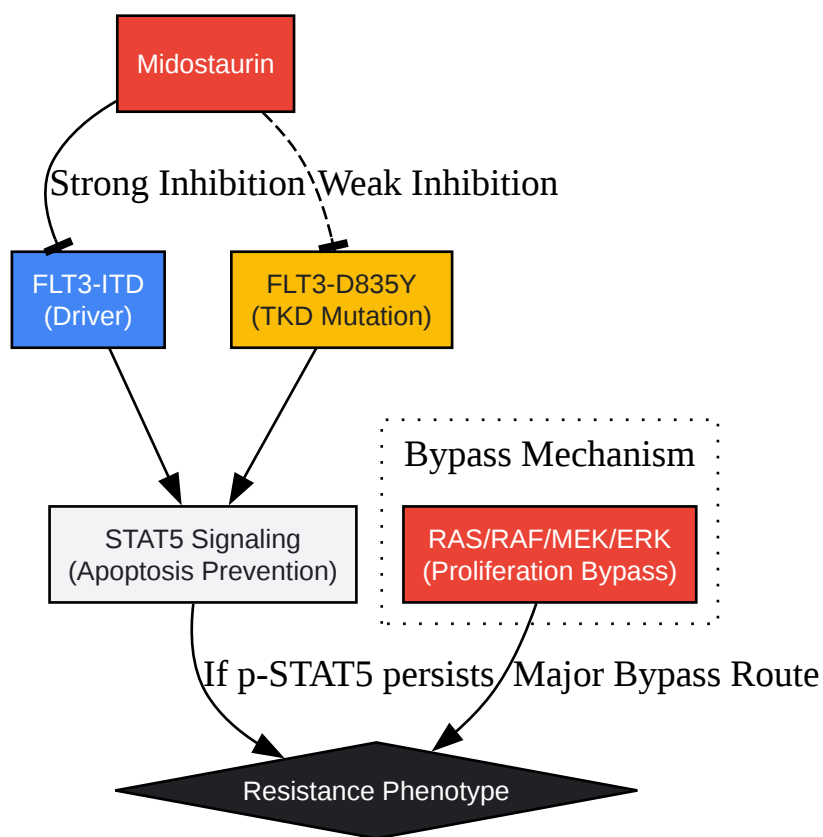 Midostaurin
Strong Inhibition
Weak Inhibition
FLT3-ITD
(Driver)
FLT3-D835Y
(TKD Mutation)
Bypass Mechanism
STAT5 Signaling
(Apoptosis Prevention)
RAS/RAF/MEK/ERK
(Proliferation Bypass)
If p-STAT5 persists
Major Bypass Route
Resistance Phenotype